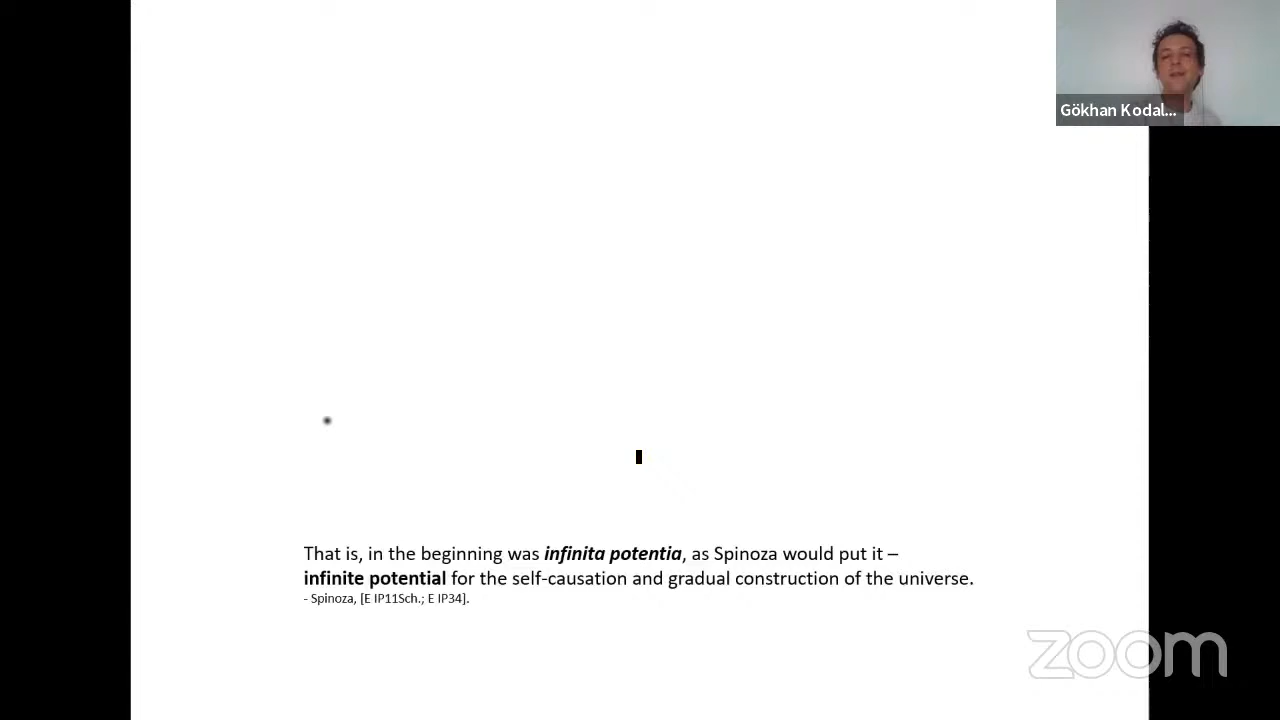 Gökhan Kodal...
That is, in the beginning was infinita potentia, as Spinoza would put it –
infinite potential for the self-causation and gradual construction of the universe.
- Spinoza, [E IP11Sch.; E IP34].
zoom